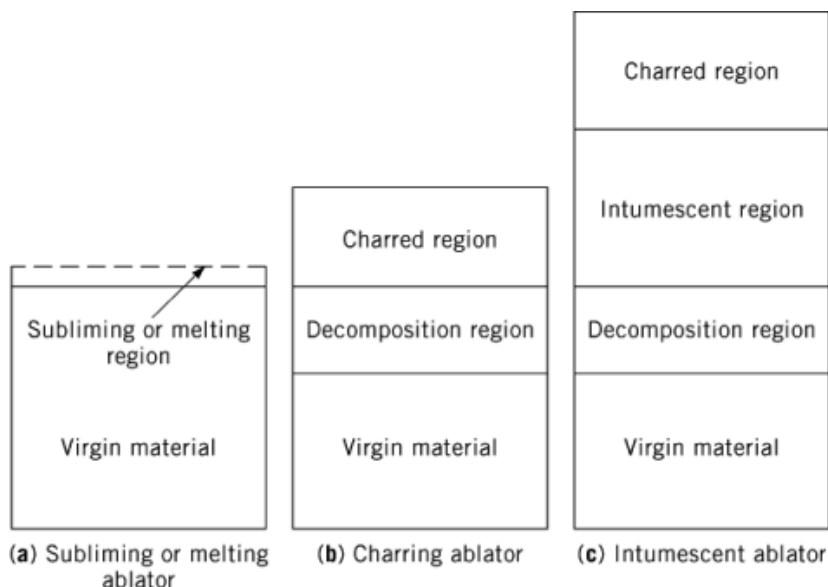 Subliming or melting
region
Virgin material
(a) Subliming or melting
ablator
Charred region
Decomposition region
Virgin material
(b) Charring ablator
Charred region
Intumescent region
Decomposition region
Virgin material
(c) Intumescent ablator